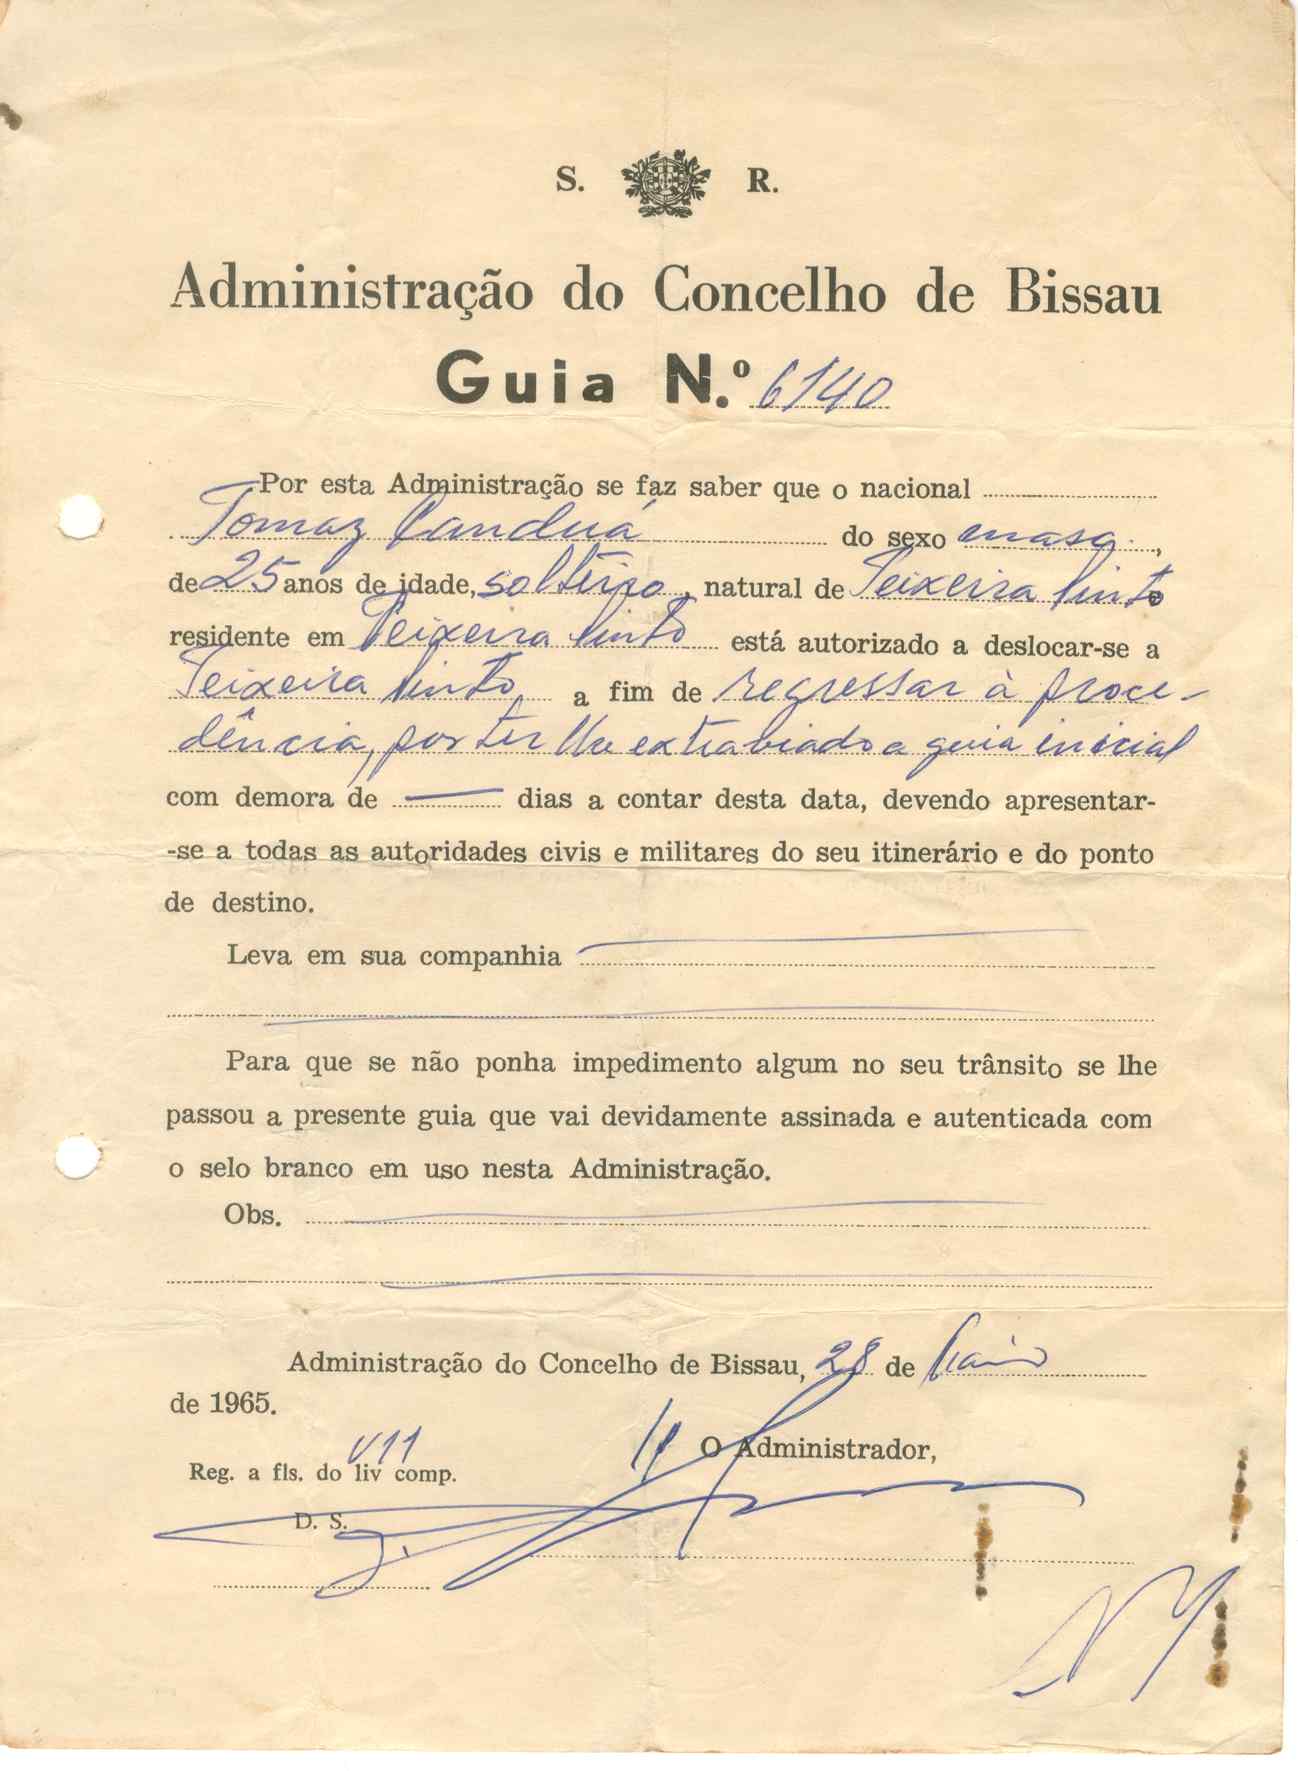 S. R.
Administração do Concelho de Bissau
Guia N.º 6140
Por esta Administração se faz saber que o nacional
Tomaz Canduá do sexo masc.,
de 25 anos de idade, solteiro, natural de Teixeira Pinto
residente em Teixeira Pinto está autorizado a deslocar-se a
Teixeira Pinto, a fim de regressar à proce-
dência, por ter lhe extraviado a guia inicial
com demora de — dias a contar desta data, devendo apresentar-
-se a todas as autoridades civis e militares do seu itinerário e do ponto
de destino.
Leva em sua companhia
Para que se não ponha impedimento algum no seu trânsito se lhe
passou a presente guia que vai devidamente assinada e autenticada com
o selo branco em uso nesta Administração.
Obs.
Administração do Concelho de Bissau, 28 de Maio
de 1965.
O Administrador,
Reg. a fls. do liv comp.
D. S.